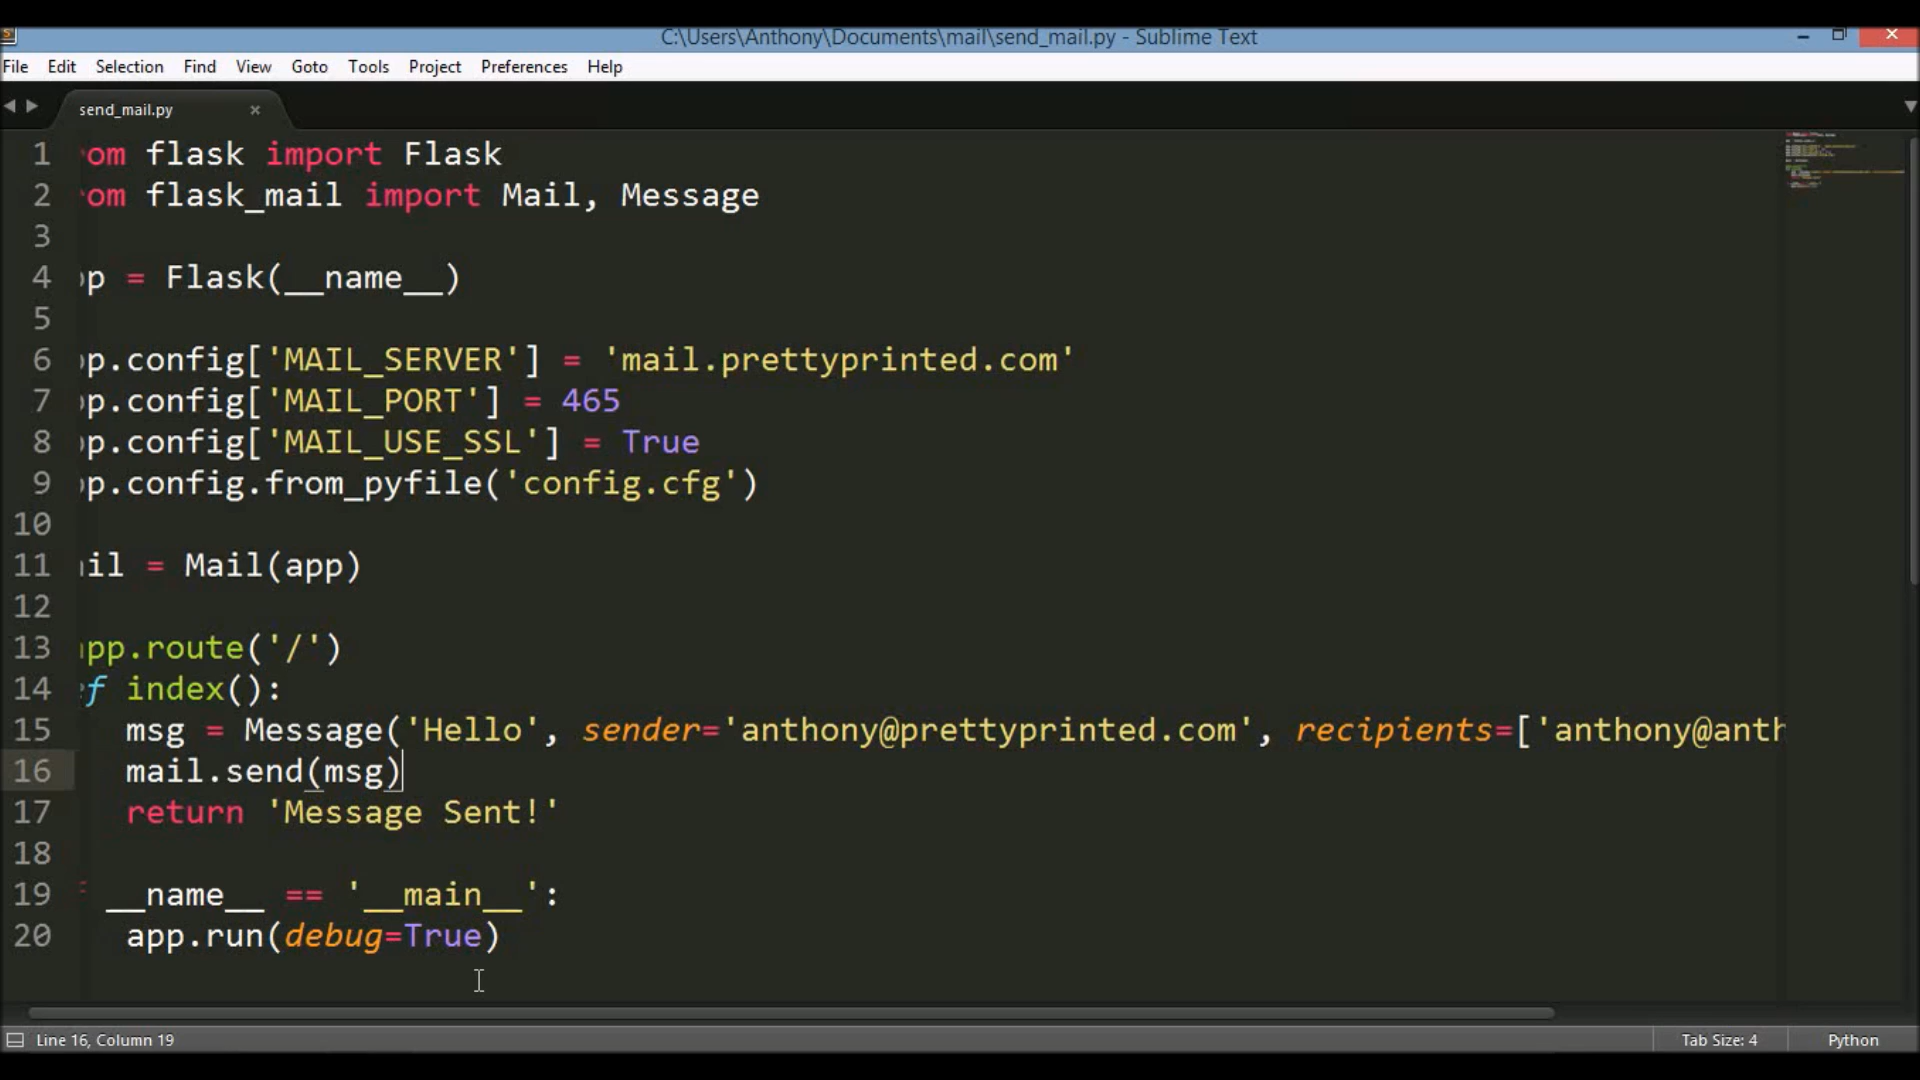 C:\Users\Anthony\Documents\mail\send_mail.py - Sublime Text
File Edit Selection Find View Goto Tools Project Preferences Help
send_mail.py
1 om flask import Flask
2 om flask_mail import Mail, Message
3
4 p = Flask(__name__)
5
6 p.config['MAIL_SERVER'] = 'mail.prettyprinted.com'
7 p.config['MAIL_PORT'] = 465
8 p.config['MAIL_USE_SSL'] = True
9 p.config.from_pyfile('config.cfg')
10
11 il = Mail(app)
12
13 pp.route('/')
14 f index():
15 msg = Message('Hello', sender='anthony@prettyprinted.com', recipients=['anthony@anth
16 mail.send(msg)
17 return 'Message Sent!'
18
19 __name__ == '__main__':
20 app.run(debug=True)
Line 16, Column 19 Tab Size: 4 Python